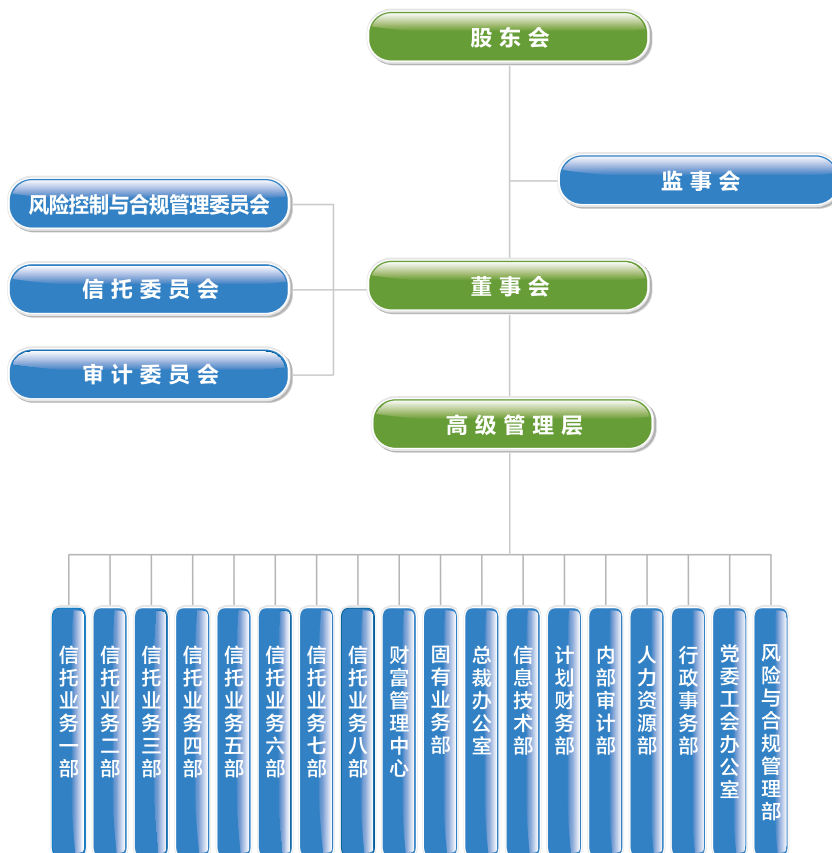 股东会
监事会
风险控制与合规管理委员会
信托委员会
董事会
审计委员会
高级管理层
信托业务一部
信托业务二部
信托业务三部
信托业务四部
信托业务五部
信托业务六部
信托业务七部
信托业务八部
财富管理中心
固有业务部
总裁办公室
信息技术部
计划财务部
内部审计部
人力资源部
行政事务部
党委工会办公室
风险与合规管理部